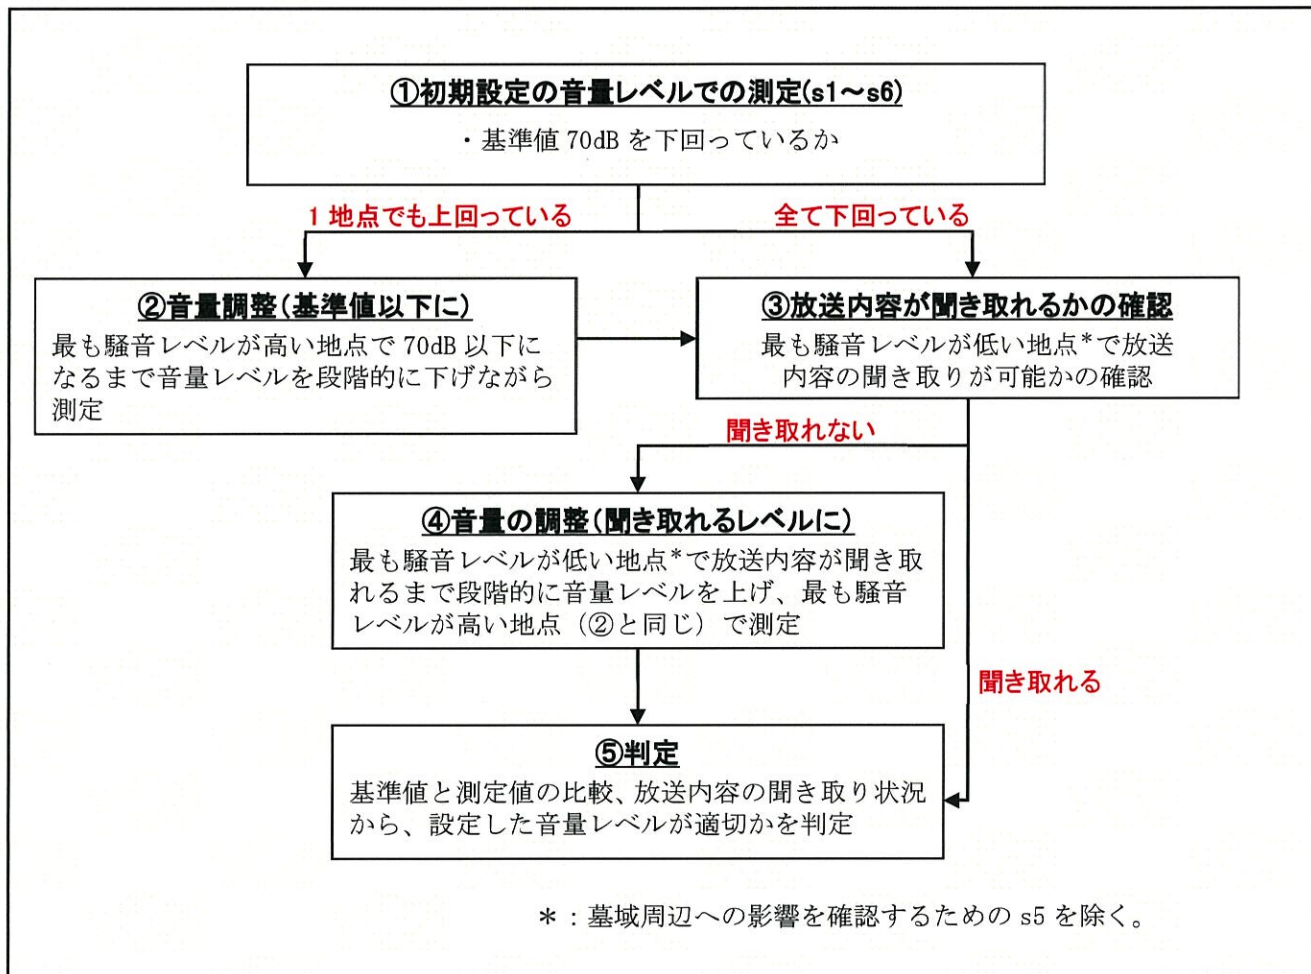 ①初期設定の音量レベルでの測定(s1～s6)
・基準値 70dB を下回っているか
1 地点でも上回っている
全て下回っている
②音量調整(基準値以下に)
最も騒音レベルが高い地点で 70dB 以下に
なるまで音量レベルを段階的に下げながら
測定
③放送内容が聞き取れるかの確認
最も騒音レベルが低い地点*で放送
内容の聞き取りが可能かの確認
聞き取れない
④音量の調整(聞き取れるレベルに)
最も騒音レベルが低い地点*で放送内容が聞き取
れるまで段階的に音量レベルを上げ、最も騒音
レベルが高い地点（②と同じ）で測定
聞き取れる
⑤判定
基準値と測定値の比較、放送内容の聞き取り状況
から、設定した音量レベルが適切かを判定
*：墓域周辺への影響を確認するための s5 を除く。